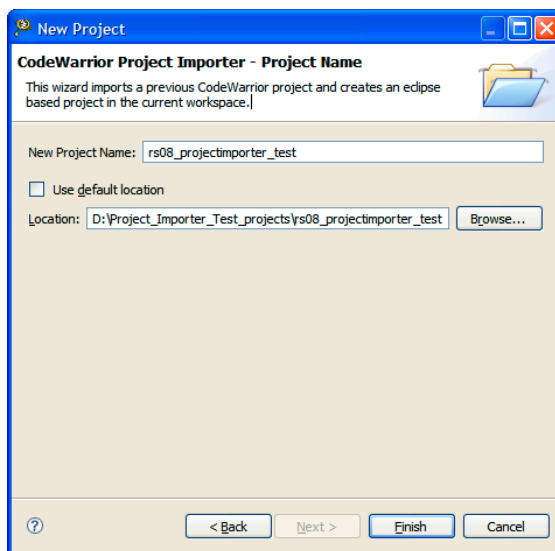 New Project
CodeWarrior Project Importer - Project Name
This wizard imports a previous CodeWarrior project and creates an eclipse
based project in the current workspace.
New Project Name: rs08_projectimporter_test
Use default location
Location: D:\Project_Importer_Test_projects\rs08_projectimporter_test Browse...
? < Back Next > Finish Cancel